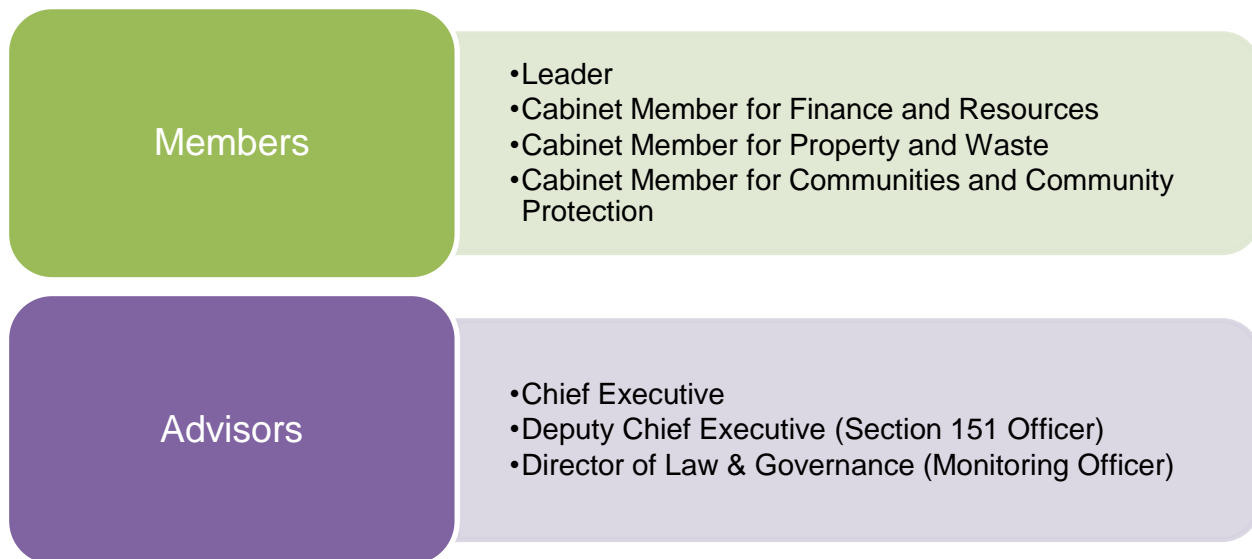 Members
•Leader
•Cabinet Member for Finance and Resources
•Cabinet Member for Property and Waste
•Cabinet Member for Communities and Community
Protection
Advisors
•Chief Executive
•Deputy Chief Executive (Section 151 Officer)
•Director of Law & Governance (Monitoring Officer)